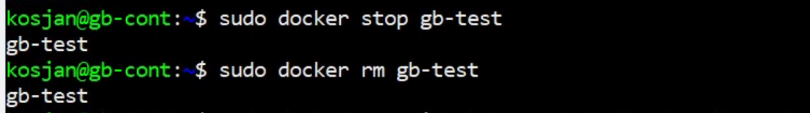 kosjan@gb-cont:~$ sudo docker stop gb-test
gb-test
kosjan@gb-cont:~$ sudo docker rm gb-test
gb-test